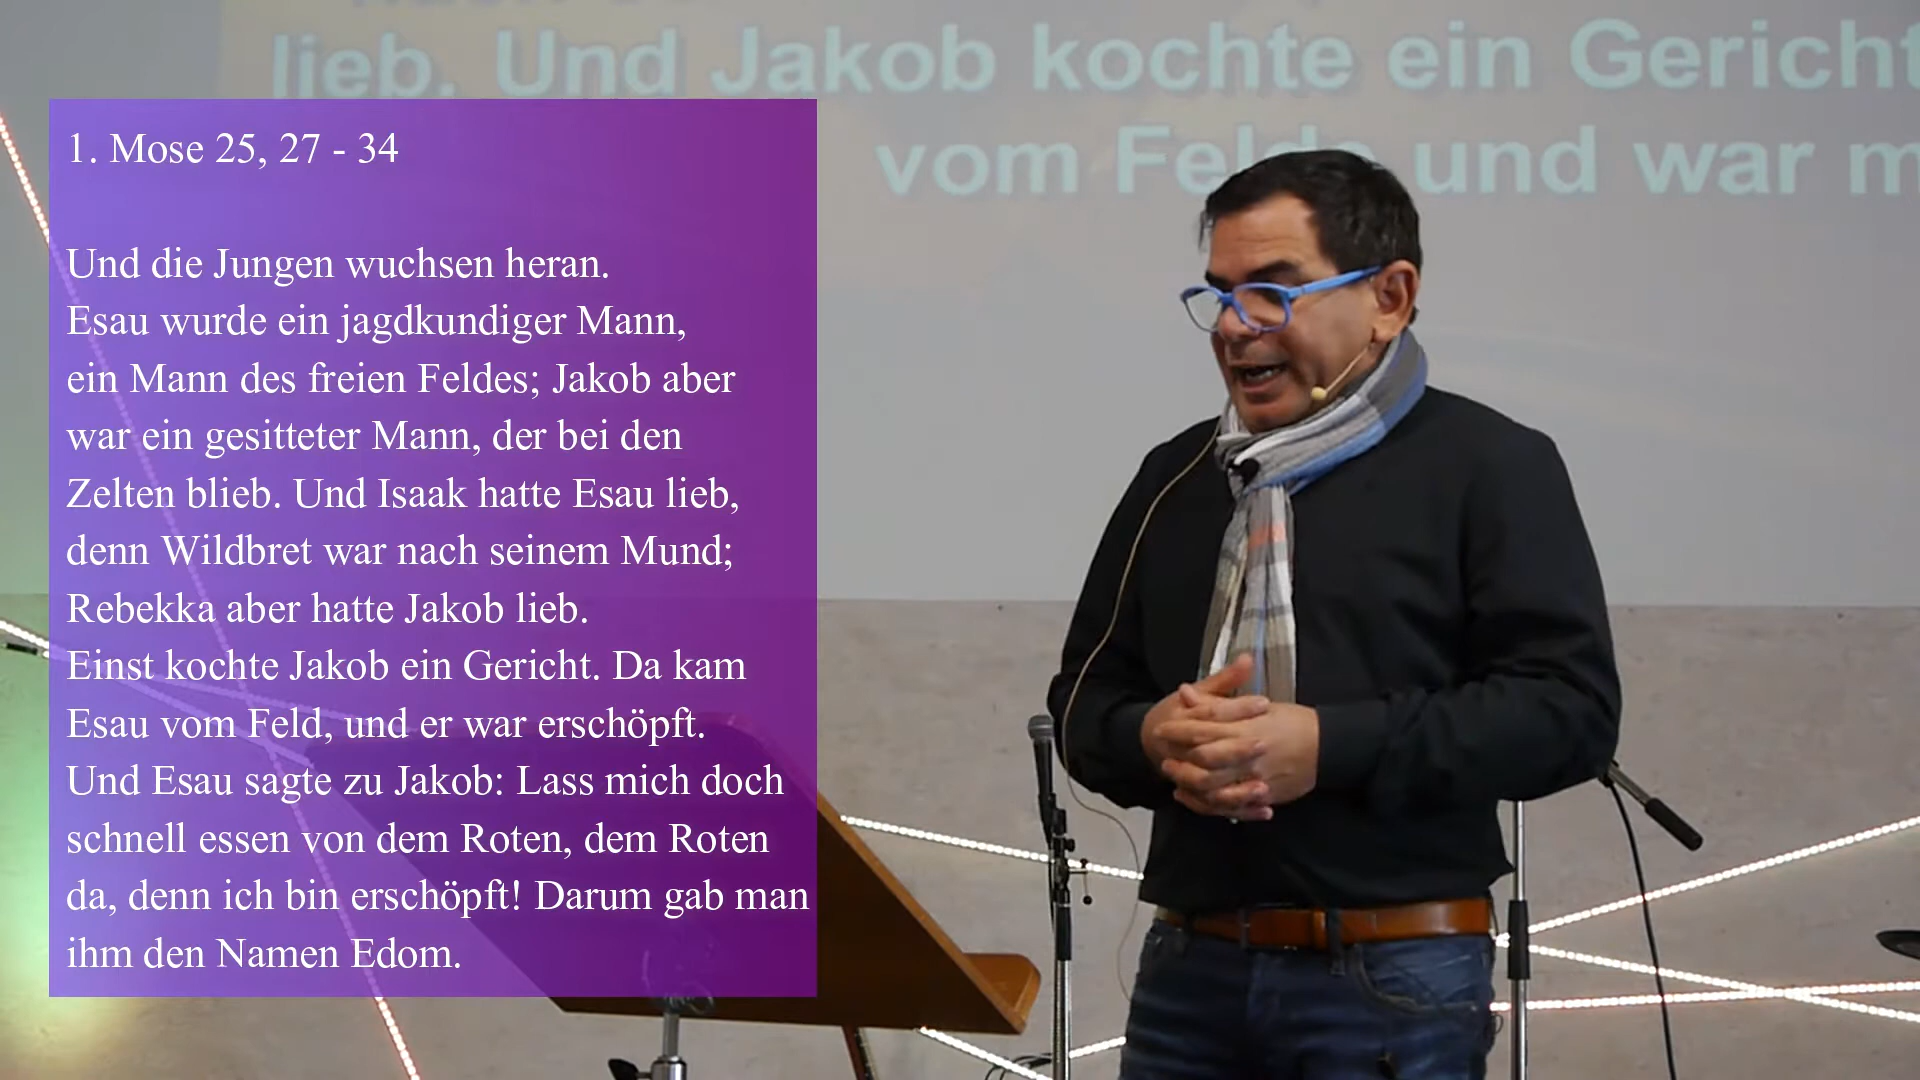 lieb. Und Jakob kochte ein Gericht
vom Felde und war m
1. Mose 25, 27 - 34
Und die Jungen wuchsen heran.
Esau wurde ein jagdkundiger Mann,
ein Mann des freien Feldes; Jakob aber
war ein gesitteter Mann, der bei den
Zelten blieb. Und Isaak hatte Esau lieb,
denn Wildbret war nach seinem Mund;
Rebekka aber hatte Jakob lieb.
Einst kochte Jakob ein Gericht. Da kam
Esau vom Feld, und er war erschöpft.
Und Esau sagte zu Jakob: Lass mich doch
schnell essen von dem Roten, dem Roten
da, denn ich bin erschöpft! Darum gab man
ihm den Namen Edom.